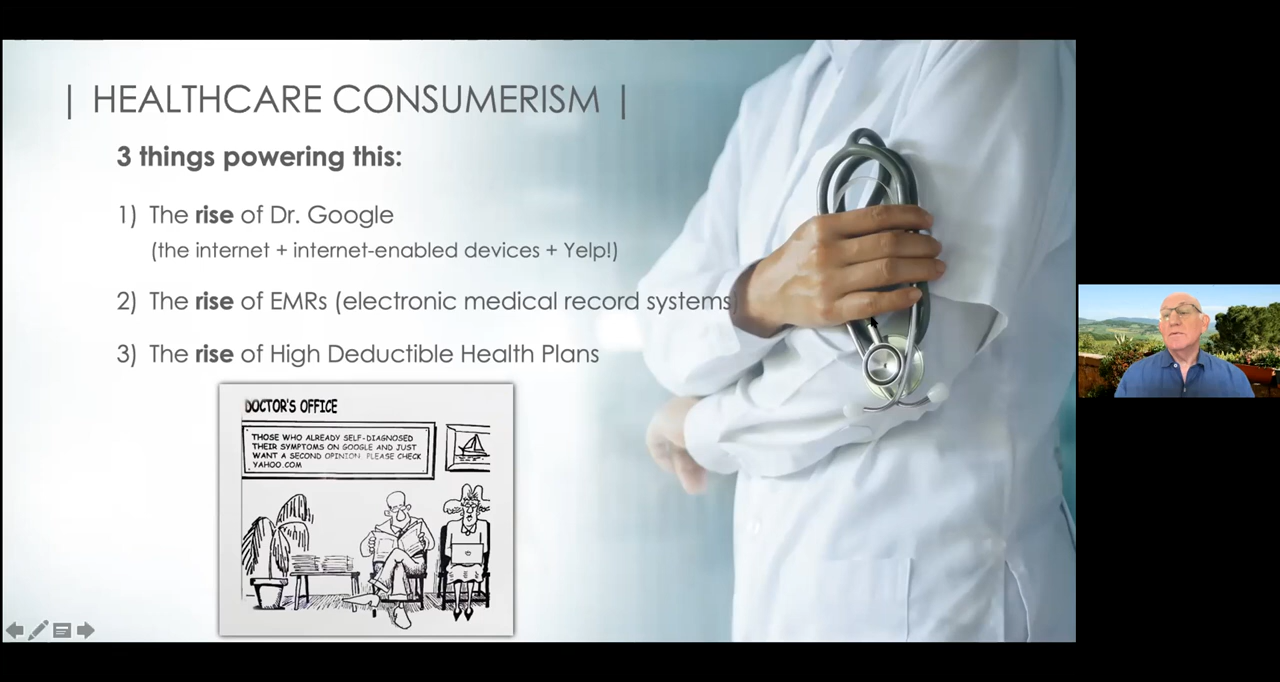 | HEALTHCARE CONSUMERISM |
3 things powering this:
1) The rise of Dr. Google
(the internet + internet-enabled devices + Yelp!)
2) The rise of EMRs (electronic medical record systems)
3) The rise of High Deductible Health Plans
DOCTOR'S OFFICE
THOSE WHO ALREADY SELF-DIAGNOSED
THEIR SYMPTOMS ON GOOGLE AND JUST
WANT A SECOND OPINION PLEASE CHECK
YAHOO.COM